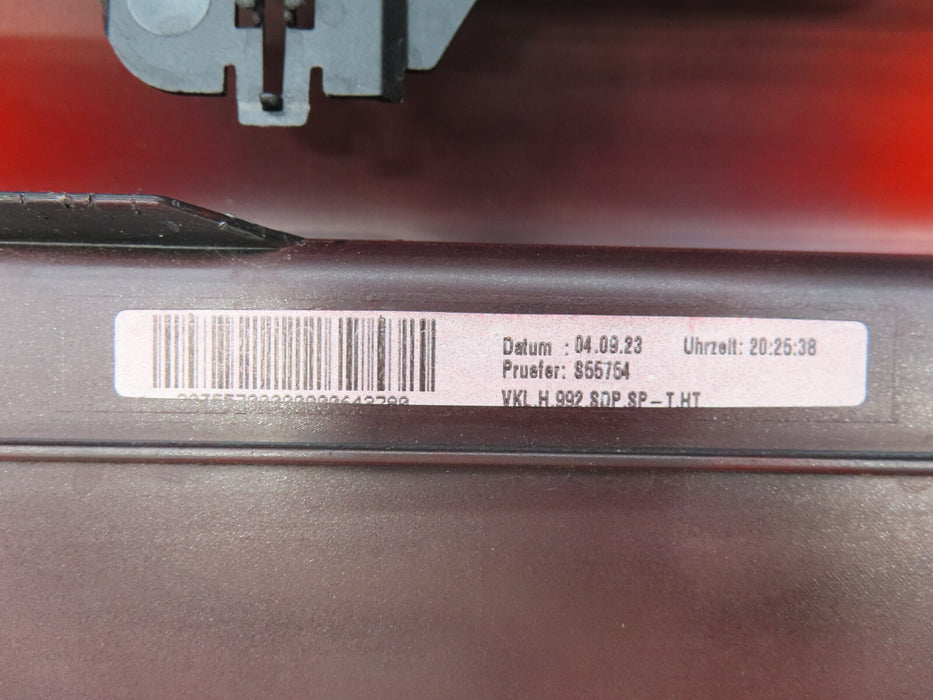 Datum : 04.09.23 Uhrzeit: 20:25:38
Pruefer: S55754
VKL.H.992.SDP.SP-T.HT